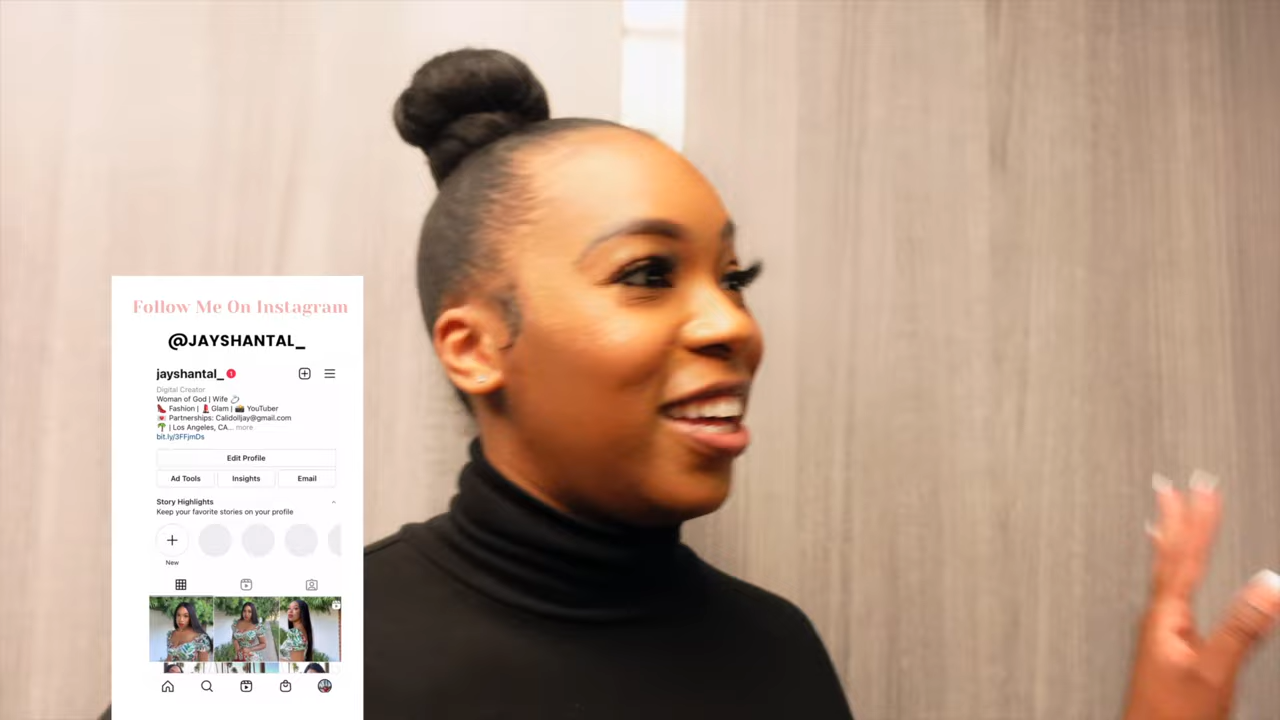 Follow Me On Instagram
@JAYSHANTAL_
jayshantal_ 1
Digital Creator
Woman of God | Wife 💍
👠 Fashion | 💄 Glam | 📸 YouTuber
💌 Partnerships: Calidolljay@gmail.com
🌴 | Los Angeles, CA... more
bit.ly/3FFjmDs
Edit Profile
Ad Tools Insights Email
Story Highlights
Keep your favorite stories on your profile
New